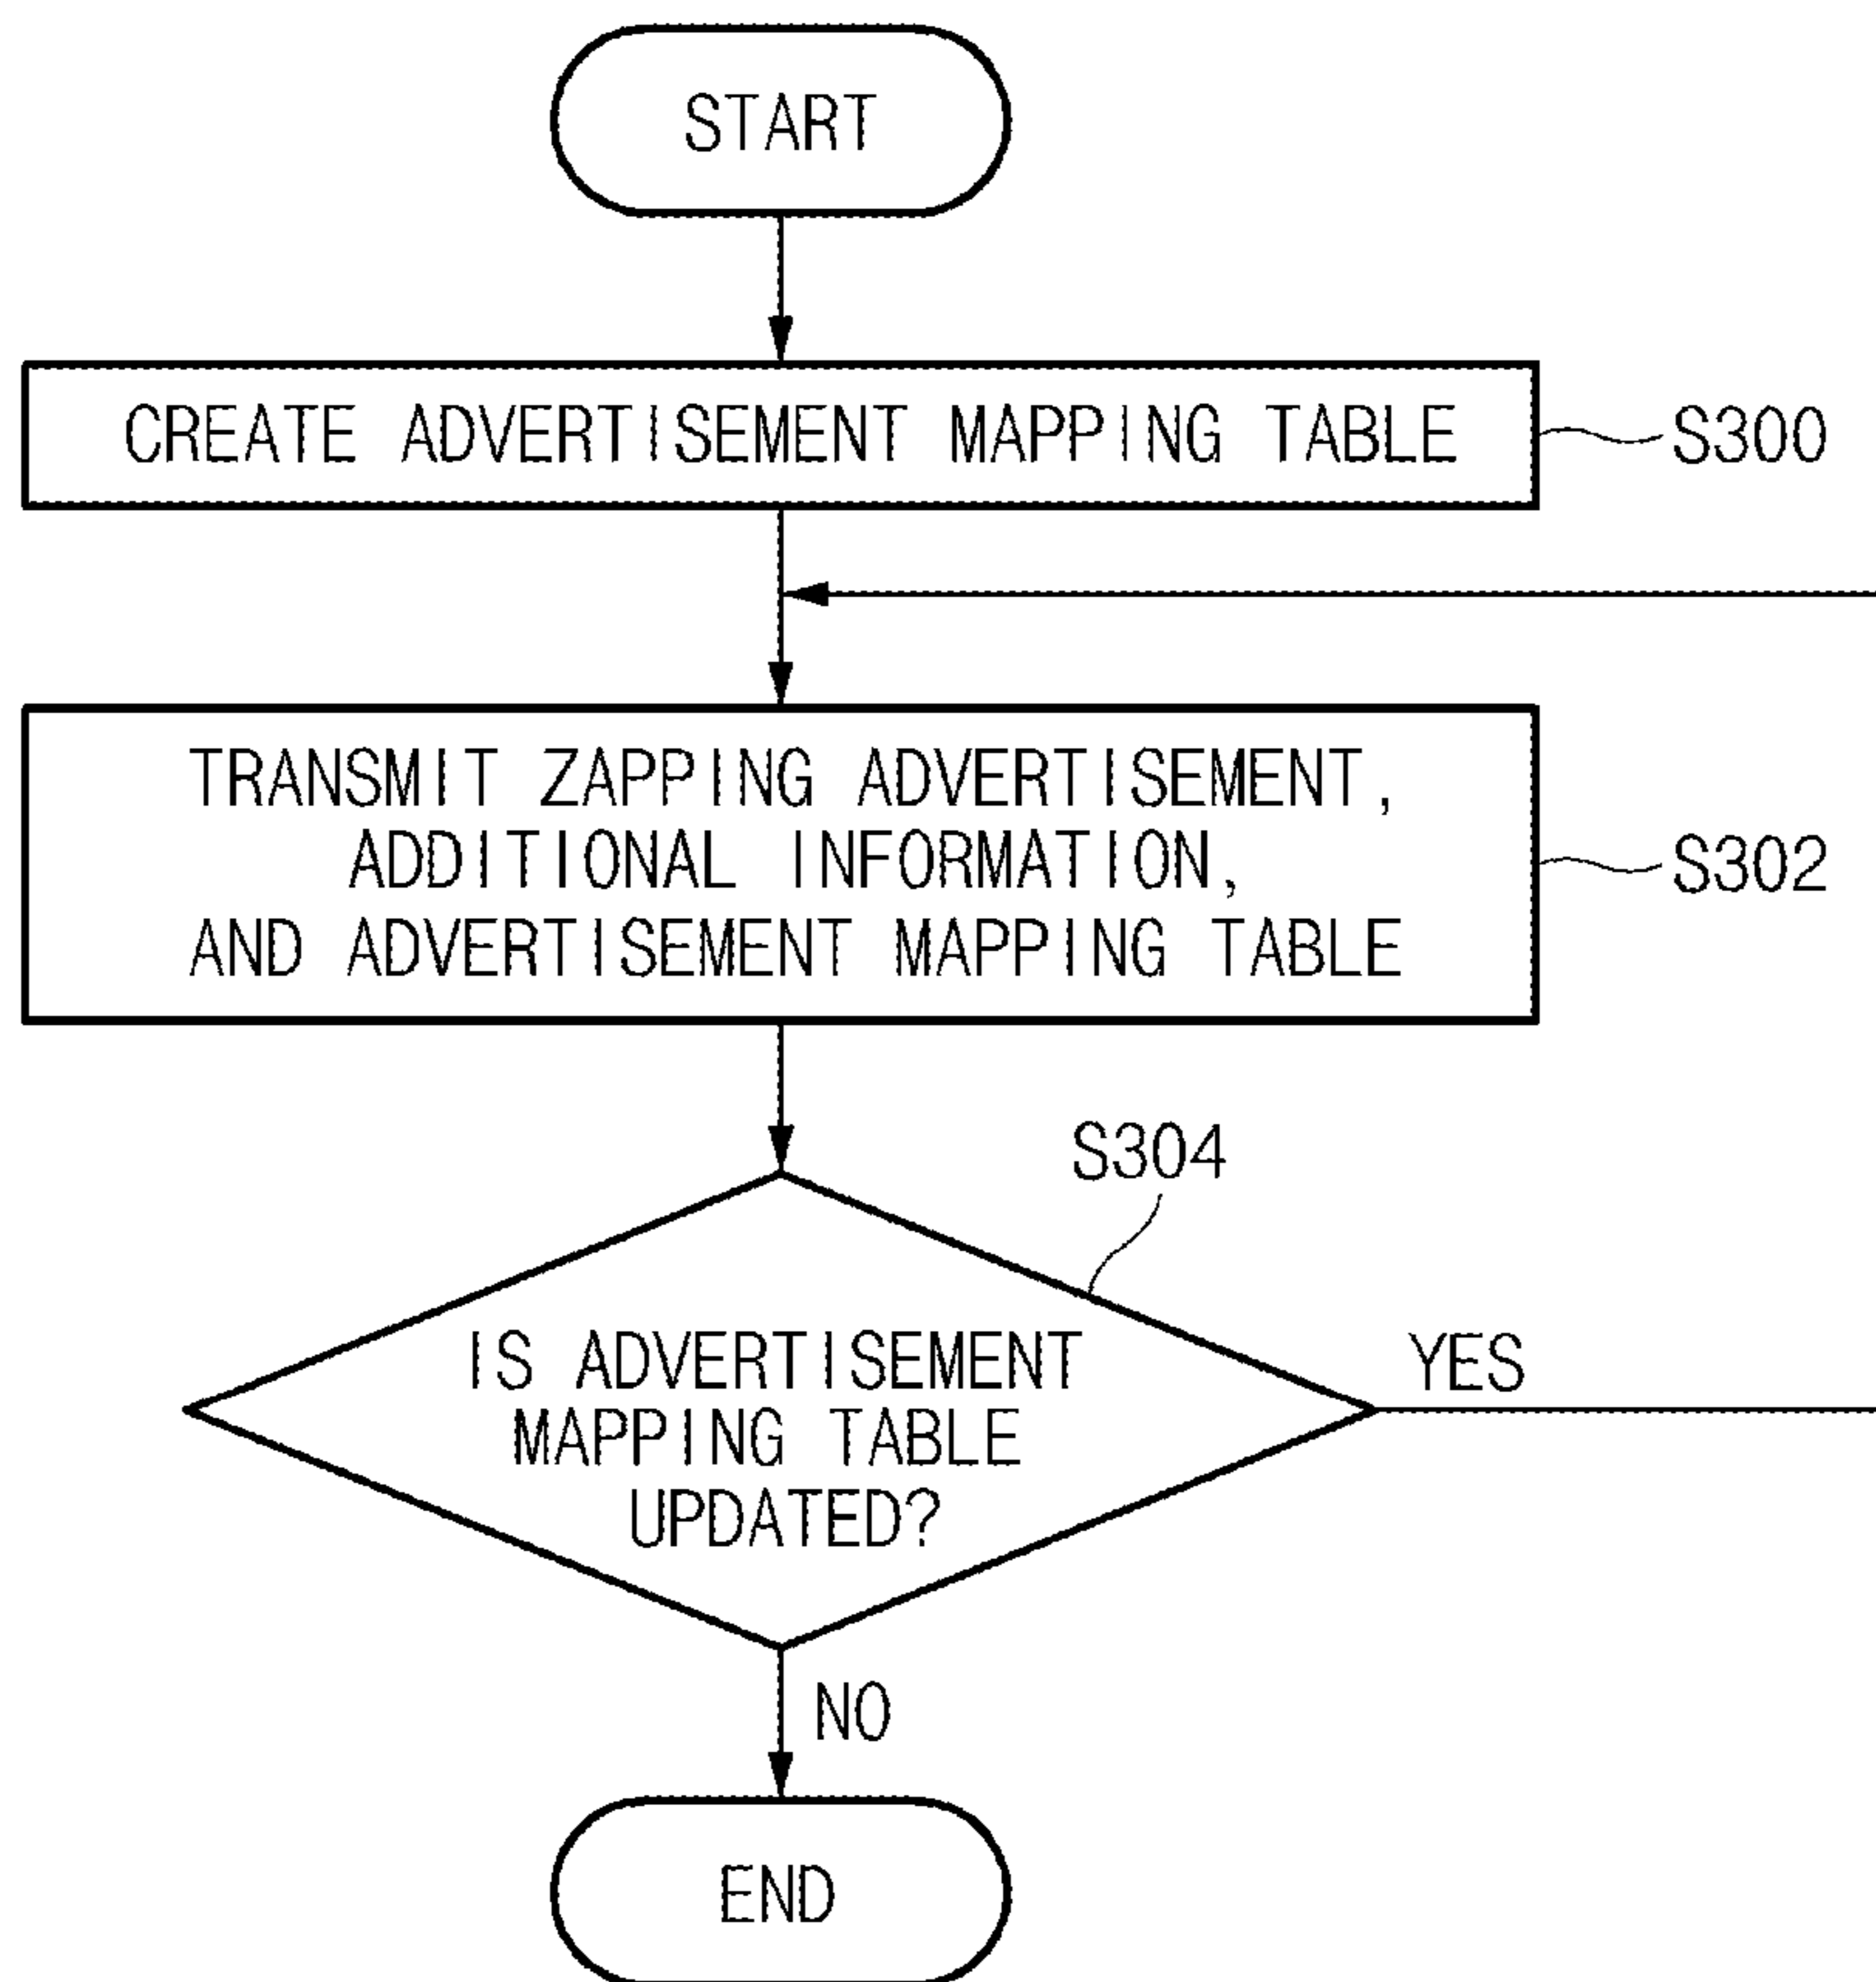 START
CREATE ADVERTISEMENT MAPPING TABLE
S300
TRANSMIT ZAPPING ADVERTISEMENT,
ADDITIONAL INFORMATION,
AND ADVERTISEMENT MAPPING TABLE
S302
S304
IS ADVERTISEMENT
MAPPING TABLE
UPDATED?
YES
NO
END